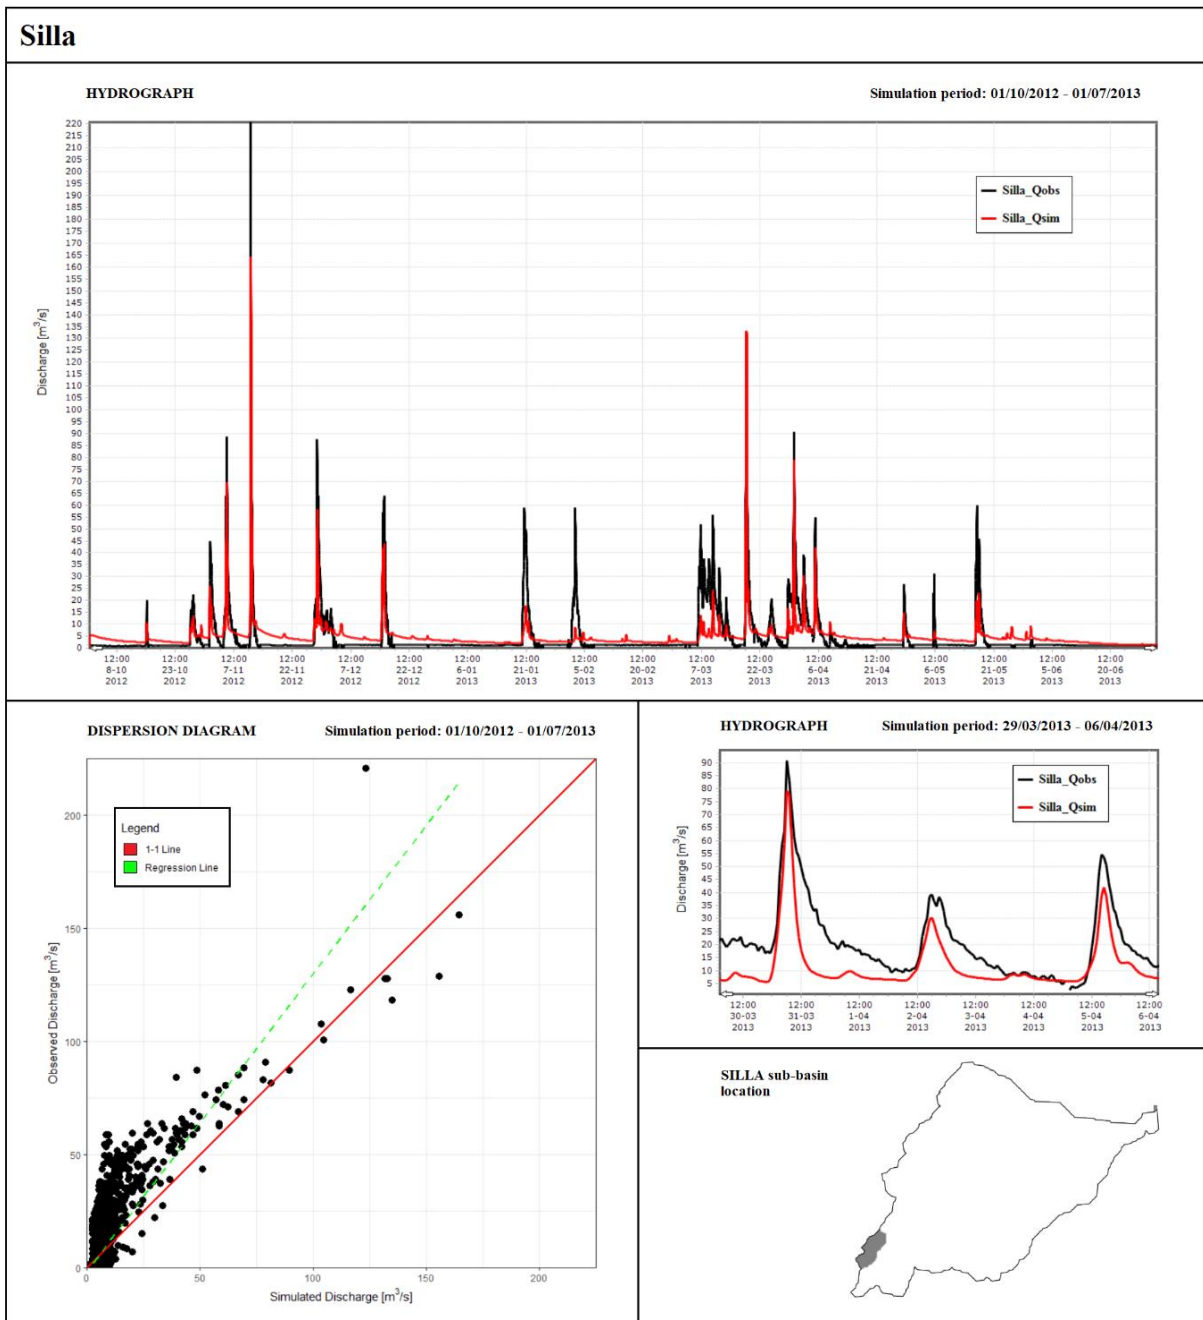 Silla
HYDROGRAPH Simulation period: 01/10/2012 - 01/07/2013
220
215
210
205
200
195
190
185
180
175
170
165
160
155
150
145
140
135
130
125
120
115
110
105
100
95
90
85
80
75
70
65
60
55
50
45
40
35
30
25
20
15
10
5
0
Discharge [m³/s]
Silla_Qobs
Silla_Qsim
12:00 12:00 12:00 12:00 12:00 12:00 12:00 12:00 12:00 12:00 12:00 12:00 12:00 12:00 12:00 12:00 12:00 12:00
8-10 23-10 7-11 22-11 7-12 22-12 6-01 21-01 5-02 20-02 7-03 22-03 6-04 21-04 6-05 21-05 5-06 20-06
2012 2012 2012 2012 2012 2012 2013 2013 2013 2013 2013 2013 2013 2013 2013 2013 2013 2013
DISPERSION DIAGRAM Simulation period: 01/10/2012 - 01/07/2013
Legend
1-1 Line
Regression Line
Observed Discharge [m³/s]
200
150
100
50
0
0 50 100 150 200
Simulated Discharge [m³/s]
HYDROGRAPH Simulation period: 29/03/2013 - 06/04/2013
Silla_Qobs
Silla_Qsim
Discharge [m³/s]
90
85
80
75
70
65
60
55
50
45
40
35
30
25
20
15
10
5
12:00 12:00 12:00 12:00 12:00 12:00 12:00 12:00
30-03 31-03 1-04 2-04 3-04 4-04 5-04 6-04
2013 2013 2013 2013 2013 2013 2013 2013
SILLA sub-basin
location